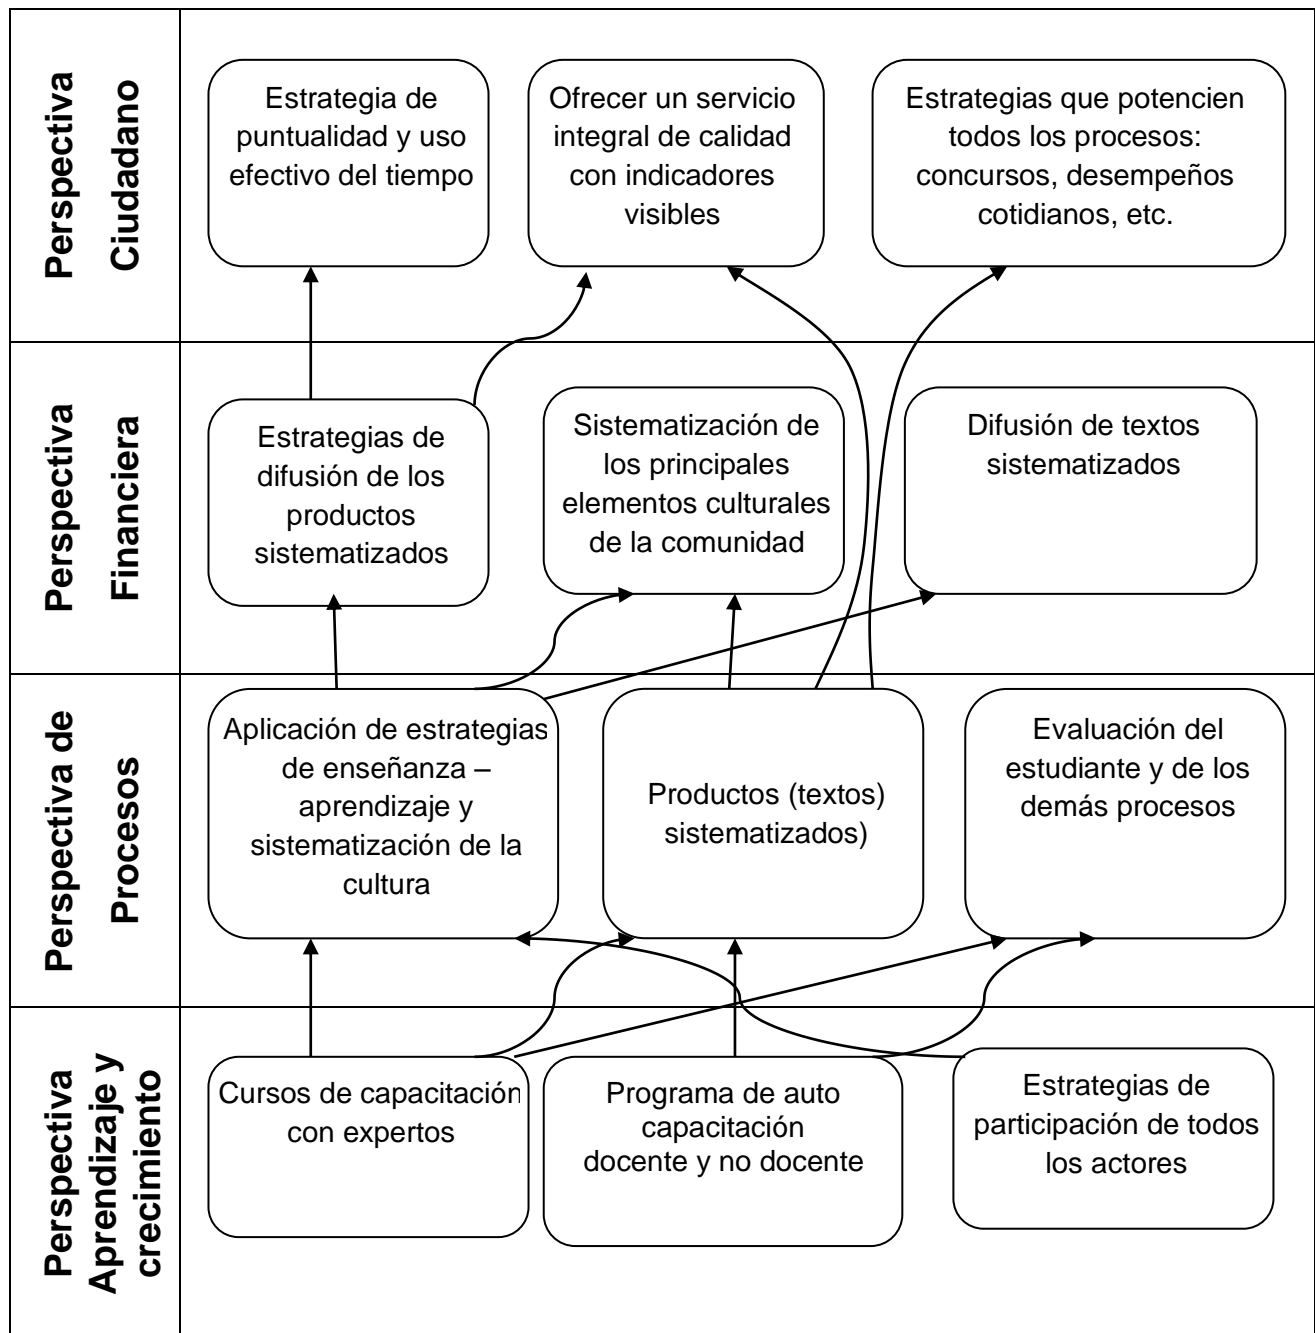 Perspectiva
Ciudadano
Estrategia de
puntualidad y uso
efectivo del tiempo
Ofrecer un servicio
integral de calidad
con indicadores
visibles
Estrategias que potencien
todos los procesos:
concursos, desempeños
cotidianos, etc.
Perspectiva
Financiera
Estrategias de
difusión de los
productos
sistematizados
Sistematización de
los principales
elementos culturales
de la comunidad
Difusión de textos
sistematizados
Perspectiva de
Procesos
Aplicación de estrategias
de enseñanza –
aprendizaje y
sistematización de la
cultura
Productos (textos)
sistematizados)
Evaluación del
estudiante y de los
demás procesos
Perspectiva
Aprendizaje y
crecimiento
Cursos de capacitación
con expertos
Programa de auto
capacitación
docente y no docente
Estrategias de
participación de todos
los actores